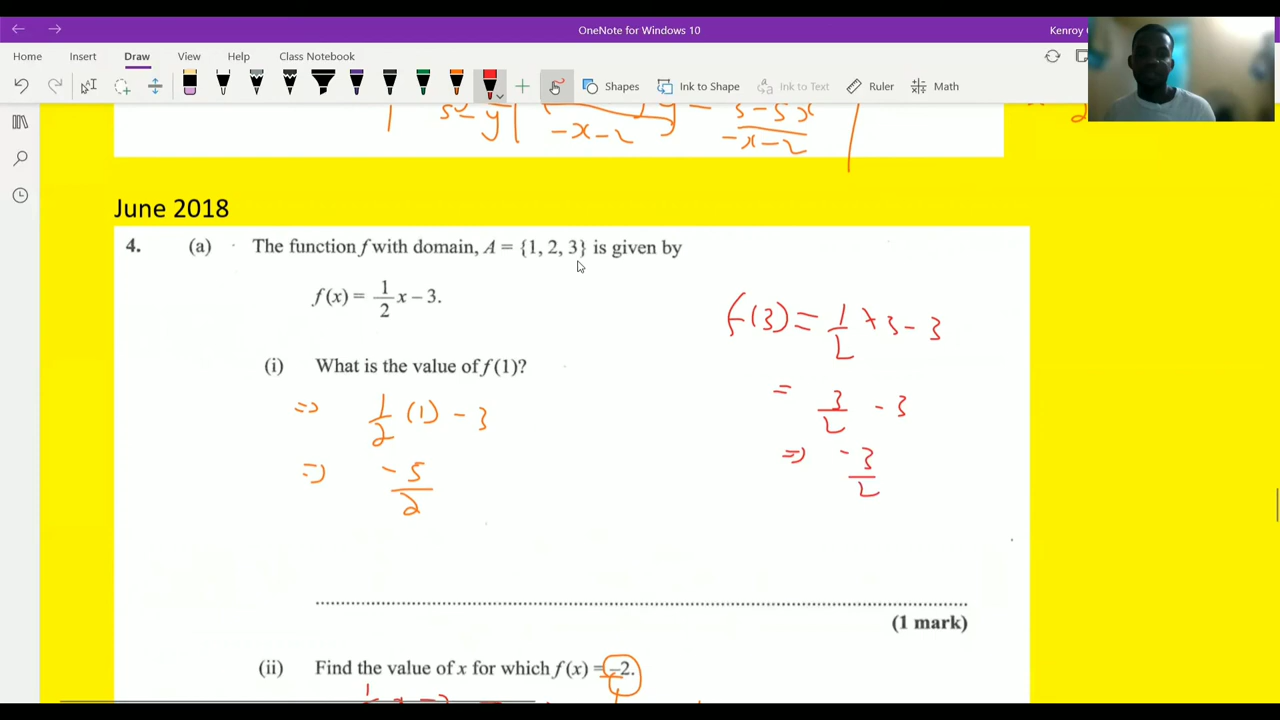 OneNote for Windows 10
Kenroy
Home Insert Draw View Help Class Notebook
Shapes Ink to Shape Ink to Text Ruler Math
-x-2
-x-2
June 2018
4. (a) The function f with domain, A = {1, 2, 3} is given by
f(x) = 1/2 x – 3.
f(3) = 1/2 × 3 - 3
= 3/2 - 3
⇒ -3/2
(i) What is the value of f(1)?
⇒ 1/2 (1) - 3
⇒ -5/2
(1 mark)
(ii) Find the value of x for which f(x) = –2.